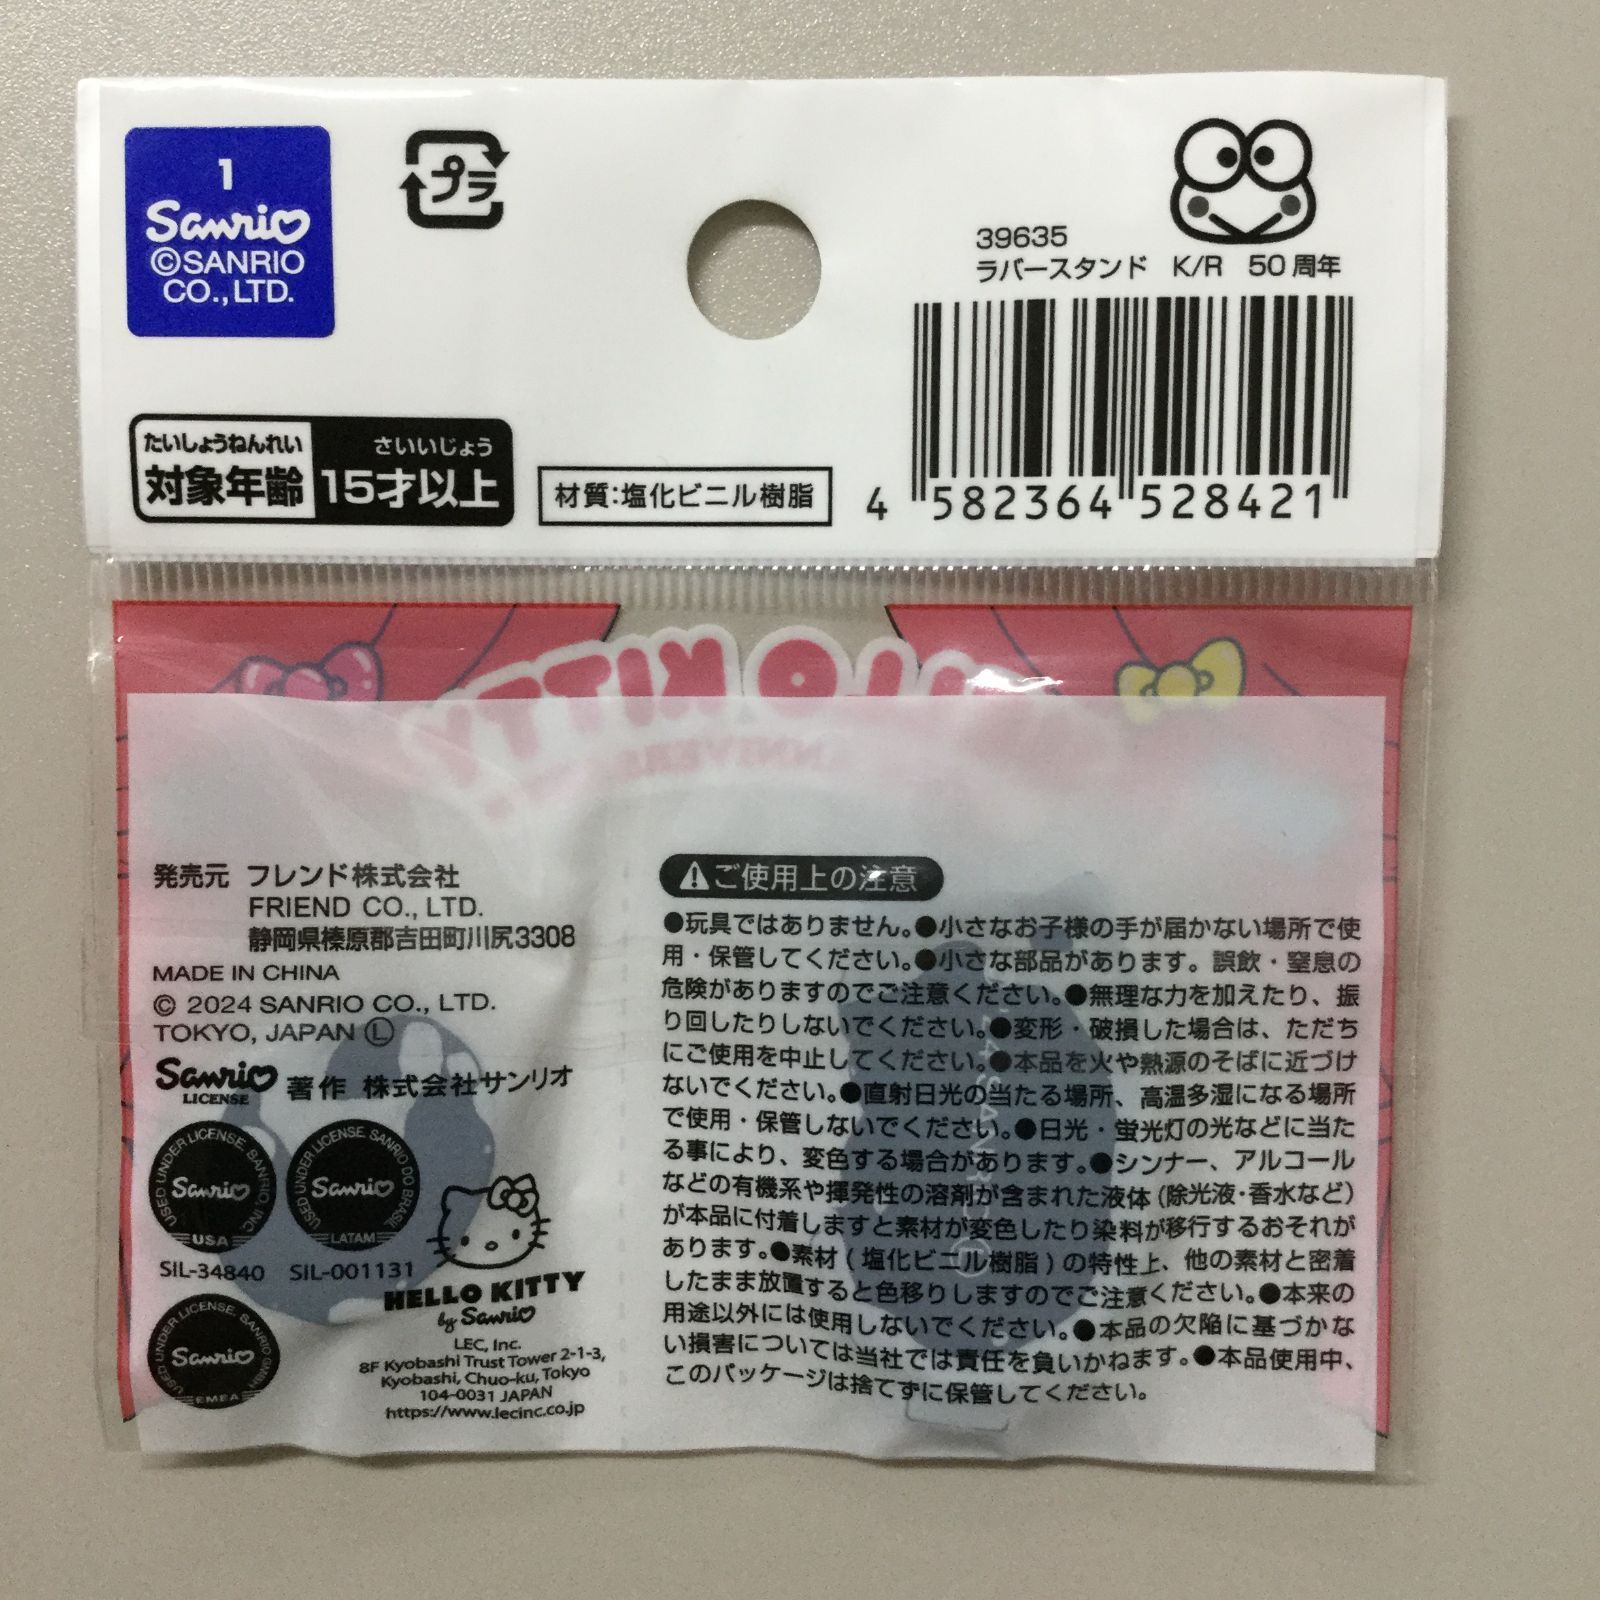 1
Sanrio
©SANRIO
CO.,LTD.
プラ
39635
ラバースタンド K/R 50周年
4 582364 528421
たいしょうねんれい さいいじょう
対象年齢 15才以上
材質:塩化ビニル樹脂
KITTY
発売元 フレンド株式会社
FRIEND CO., LTD.
静岡県榛原郡吉田町川尻3308
MADE IN CHINA
© 2024 SANRIO CO., LTD.
TOKYO, JAPAN Ⓛ
Sanrio 著作 株式会社サンリオ
LICENSE
USED UNDER LICENSE. SANRIO INC.
Sanrio
USA
SIL-34840
USED UNDER LICENSE. SANRIO DO. BASIL
Sanrio
LATAM
SIL-001131
USED UNDER LICENSE. SANRIO GMBH
Sanrio
EMEA
HELLO KITTY
by Sanrio
LEC, Inc.
8F Kyobashi Trust Tower 2-1-3,
Kyobashi, Chuo-ku, Tokyo
104-0031 JAPAN
https://www.lecinc.co.jp
⚠ご使用上の注意
●玩具ではありません。●小さなお子様の手が届かない場所で使
用・保管してください。●小さな部品があります。誤飲・窒息の
危険がありますのでご注意ください。●無理な力を加えたり、振
り回したりしないでください。●変形・破損した場合は、ただち
にご使用を中止してください。●本品を火や熱源のそばに近づけ
ないでください。●直射日光の当たる場所、高温多湿になる場所
で使用・保管しないでください。●日光・蛍光灯の光などに当た
る事により、変色する場合があります。●シンナー、アルコール
などの有機系や揮発性の溶剤が含まれた液体(除光液・香水など)
が本品に付着しますと素材が変色したり染料が移行するおそれが
あります。●素材(塩化ビニル樹脂)の特性上、他の素材と密着
したまま放置すると色移りしますのでご注意ください。●本来の
用途以外には使用しないでください。●本品の欠陥に基づかな
い損害については当社では責任を負いかねます。●本品使用中、
このパッケージは捨てずに保管してください。